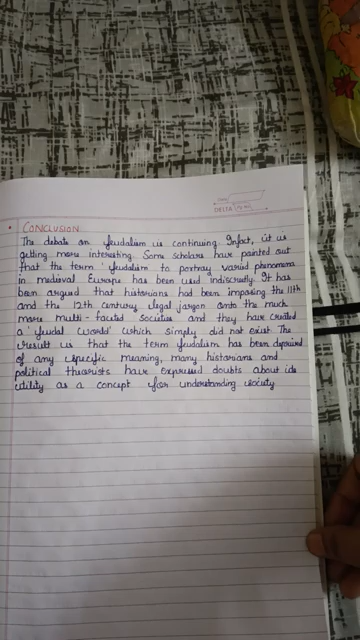 DELTA
• CONCLUSION
The debate on feudalism is continuing. Infact, it is
getting more interesting. Some scholars have pointed out
that the term 'feudalism to portray varied phenomena
in medieval Europe has been used indiscreetly. It has
been argued that historians had been imposing the 11th
and the 12th Century legal jargon onto the much
more multi-faceted societies and they have created
a 'feudal world' which simply did not exist. The
result is that the term feudalism has been deprived
of any specific meaning, many historians and
political theorists have expressed doubts about its
utility as a concept for understanding society